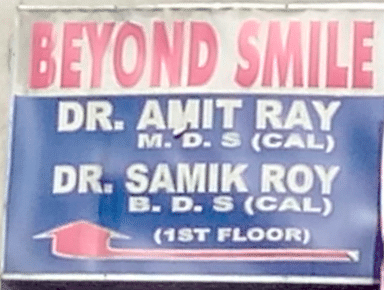 BEYOND SMILE
DR. AMIT RAY
M. D. S (CAL)
DR. SAMIK ROY
B. D. S (CAL)
(1ST FLOOR)